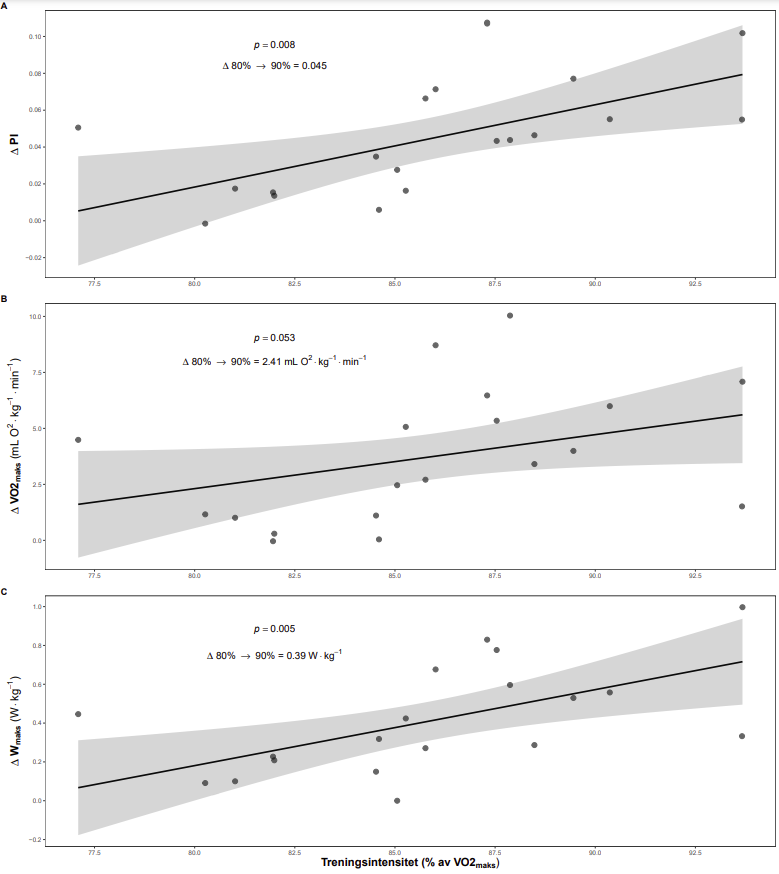 A
p = 0.008
Δ 80% → 90% = 0.045
Δ PI
0.10
0.08
0.06
0.04
0.02
0.00
−0.02
77.5 80.0 82.5 85.0 87.5 90.0 92.5
B
p = 0.053
Δ 80% → 90% = 2.41 mL O² · kg⁻¹ · min⁻¹
Δ VO2maks (mL O² · kg⁻¹ · min⁻¹)
10.0
7.5
5.0
2.5
0.0
77.5 80.0 82.5 85.0 87.5 90.0 92.5
C
p = 0.005
Δ 80% → 90% = 0.39 W · kg⁻¹
Δ Wmaks (W · kg⁻¹)
1.0
0.8
0.6
0.4
0.2
0.0
−0.2
77.5 80.0 82.5 85.0 87.5 90.0 92.5
Treningsintensitet (% av VO2maks)